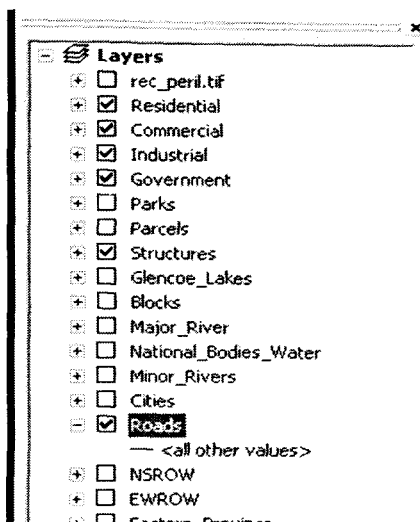 Layers
rec_peril.tif
Residential
Commercial
Industrial
Government
Parks
Parcels
Structures
Glencoe_Lakes
Blocks
Major_River
National_Bodies_Water
Minor_Rivers
Cities
Roads
<all other values>
NSROW
EWROW